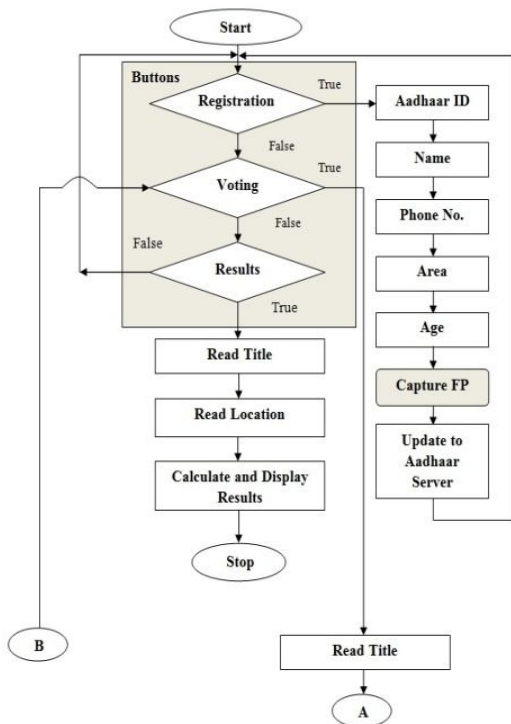 Start
Buttons
True
Registration
Aadhaar ID
False
Name
True
Voting
Phone No.
False
False
Area
Results
True
Age
Read Title
Capture FP
Read Location
Update to
Aadhaar
Server
Calculate and Display
Results
Stop
B
Read Title
A